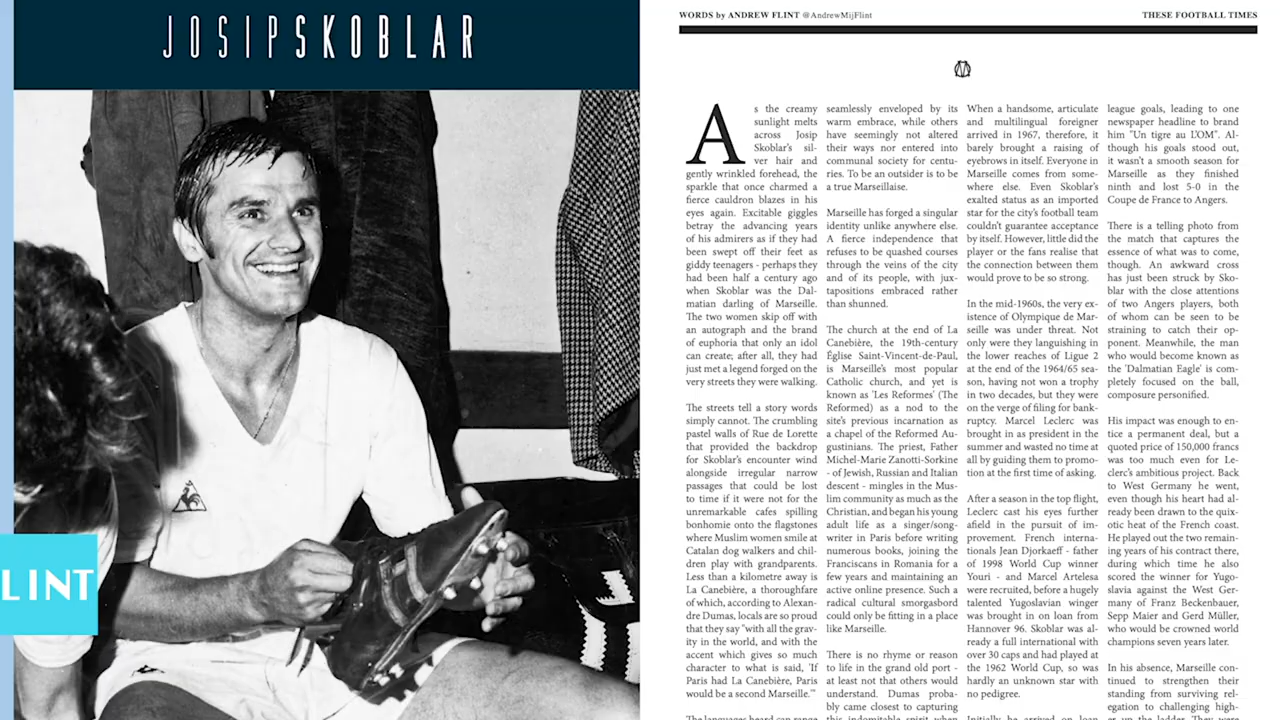 JOSIPSKOBLAR
LINT
WORDS by ANDREW FLINT @AndrewMijFlint
THESE FOOTBALL TIMES
As the creamy
sunlight melts
across Josip
Skoblar's sil-
ver hair and
gently wrinkled forehead, the
sparkle that once charmed a
fierce cauldron blazes in his
eyes again. Excitable giggles
betray the advancing years
of his admirers as if they had
been swept off their feet as
giddy teenagers - perhaps they
had been half a century ago
when Skoblar was the Dal-
matian darling of Marseille.
The two women skip off with
an autograph and the brand
of euphoria that only an idol
can create; after all, they had
just met a legend forged on the
very streets they were walking.
The streets tell a story words
simply cannot. The crumbling
pastel walls of Rue de Lorette
that provided the backdrop
for Skoblar's encounter wind
alongside irregular narrow
passages that could be lost
to time if it were not for the
unremarkable cafes spilling
bonhomie onto the flagstones
where Muslim women smile at
Catalan dog walkers and chil-
dren play with grandparents.
Less than a kilometre away is
La Canebière, a thoroughfare
of which, according to Alexan-
dre Dumas, locals are so proud
that they say "with all the grav-
ity in the world, and with the
accent which gives so much
character to what is said, 'If
Paris had La Canebière, Paris
would be a second Marseille.'"
The languages heard can range
seamlessly enveloped by its
warm embrace, while others
have seemingly not altered
their ways nor entered into
communal society for centu-
ries. To be an outsider is to be
a true Marseillaise.
Marseille has forged a singular
identity unlike anywhere else.
A fierce independence that
refuses to be quashed courses
through the veins of the city
and of its people, with jux-
tapositions embraced rather
than shunned.
The church at the end of La
Canebière, the 19th-century
Église Saint-Vincent-de-Paul,
is Marseille's most popular
Catholic church, and yet is
known as 'Les Reformes' (The
Reformed) as a nod to the
site's previous incarnation as
a chapel of the Reformed Au-
gustinians. The priest, Father
Michel-Marie Zanotti-Sorkine
- of Jewish, Russian and Italian
descent - mingles in the Mus-
lim community as much as the
Christian, and began his young
adult life as a singer/song-
writer in Paris before writing
numerous books, joining the
Franciscans in Romania for a
few years and maintaining an
active online presence. Such a
radical cultural smorgasbord
could only be fitting in a place
like Marseille.
There is no rhyme or reason
to life in the grand old port -
at least not that others would
understand. Dumas proba-
bly came closest to capturing
this indomitable spirit when
When a handsome, articulate
and multilingual foreigner
arrived in 1967, therefore, it
barely brought a raising of
eyebrows in itself. Everyone in
Marseille comes from some-
where else. Even Skoblar's
exalted status as an imported
star for the city's football team
couldn't guarantee acceptance
by itself. However, little did the
player or the fans realise that
the connection between them
would prove to be so strong.
In the mid-1960s, the very ex-
istence of Olympique de Mar-
seille was under threat. Not
only were they languishing in
the lower reaches of Ligue 2
at the end of the 1964/65 sea-
son, having not won a trophy
in two decades, but they were
on the verge of filing for bank-
ruptcy. Marcel Leclerc was
brought in as president in the
summer and wasted no time at
all by guiding them to promo-
tion at the first time of asking.
After a season in the top flight,
Leclerc cast his eyes further
afield in the pursuit of im-
provement. French interna-
tionals Jean Djorkaeff - father
of 1998 World Cup winner
Youri - and Marcel Artelesa
were recruited, before a hugely
talented Yugoslavian winger
was brought in on loan from
Hannover 96. Skoblar was al-
ready a full international with
over 30 caps and had played at
the 1962 World Cup, so was
hardly an unknown star with
no pedigree.
Initially he arrived on loan
league goals, leading to one
newspaper headline to brand
him "Un tigre au L'OM". Al-
though his goals stood out,
it wasn't a smooth season for
Marseille as they finished
ninth and lost 5-0 in the
Coupe de France to Angers.
There is a telling photo from
the match that captures the
essence of what was to come,
though. An awkward cross
has just been struck by Sko-
blar with the close attentions
of two Angers players, both
of whom can be seen to be
straining to catch their op-
ponent. Meanwhile, the man
who would become known as
the 'Dalmatian Eagle' is com-
pletely focused on the ball,
composure personified.
His impact was enough to en-
tice a permanent deal, but a
quoted price of 150,000 francs
was too much even for Le-
clerc's ambitious project. Back
to West Germany he went,
even though his heart had al-
ready been drawn to the quix-
otic heat of the French coast.
He played out the two remain-
ing years of his contract there,
during which time he also
scored the winner for Yugo-
slavia against the West Ger-
many of Franz Beckenbauer,
Sepp Maier and Gerd Müller,
who would be crowned world
champions seven years later.
In his absence, Marseille con-
tinued to strengthen their
standing from surviving rel-
egation to challenging high-
er up the ladder. They were